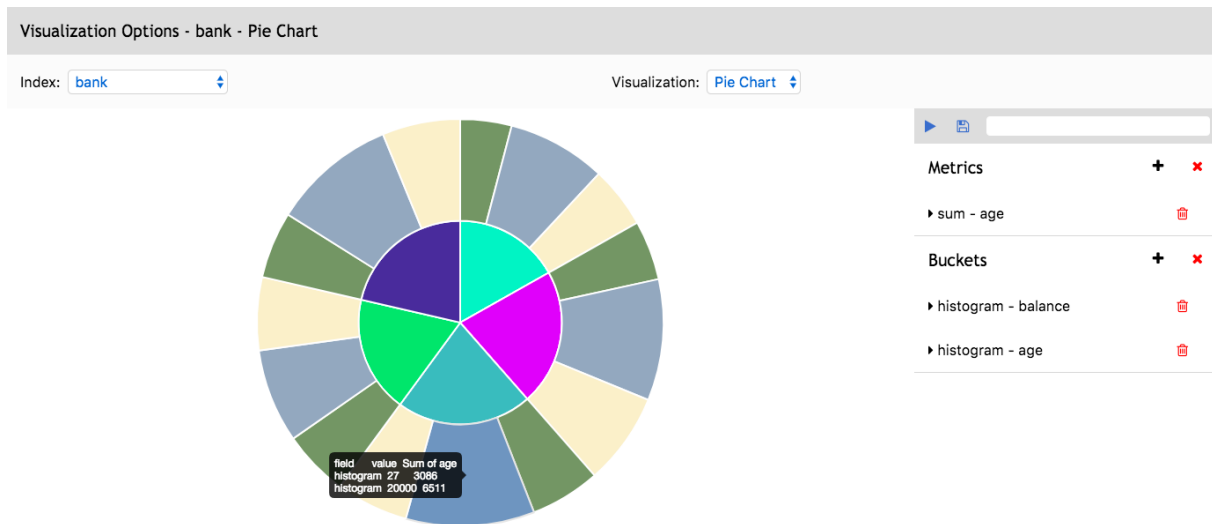 Visualization Options - bank - Pie Chart
Index: bank
Visualization: Pie Chart
Metrics
sum - age
Buckets
histogram - balance
histogram - age
field value Sum of age
histogram 27 3086
histogram 20000 6511